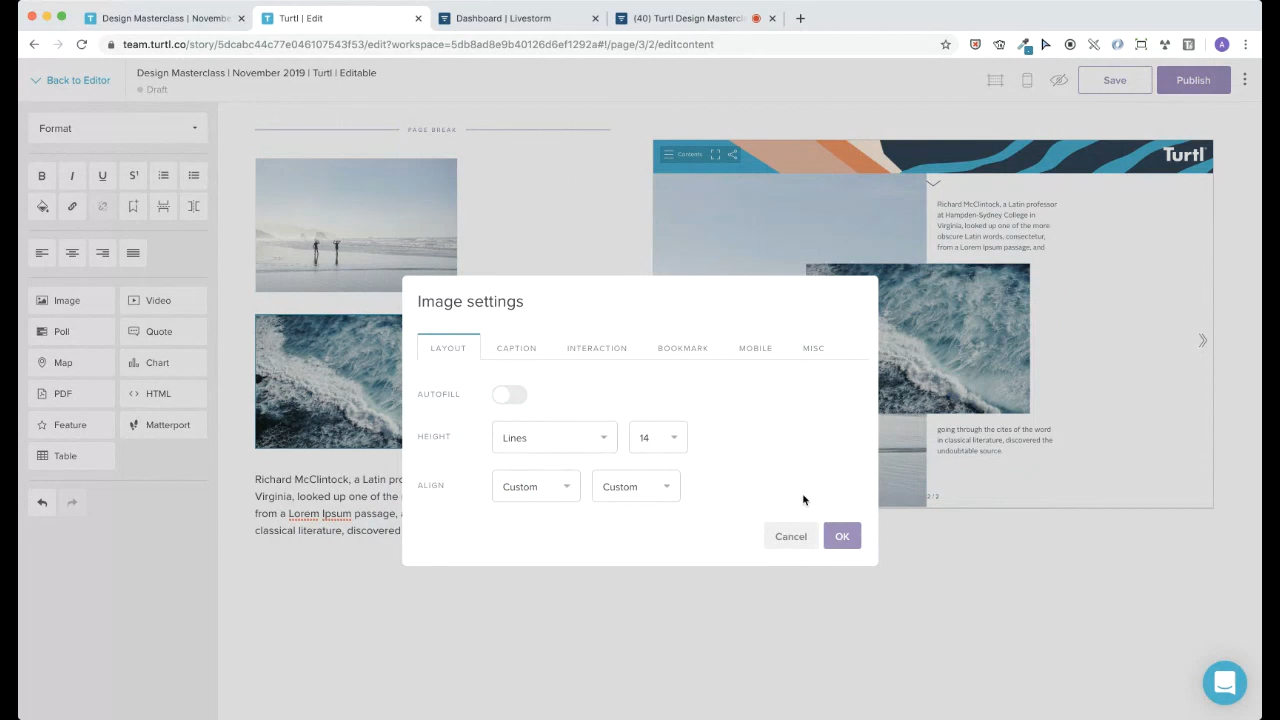 Design Masterclass | Novembe
Turtl | Edit
Dashboard | Livestorm
(40) Turtl Design Mastercl
team.turtl.co/story/5dcabc44c77e046107543f53/edit?workspace=5db8ad8e9b40126d6ef1292a#!/page/3/2/editcontent
A
Back to Editor
Design Masterclass | November 2019 | Turtl | Editable
Draft
Save
Publish
Format
B I U S¹
Image
Video
Poll
Quote
Map
Chart
PDF
HTML
Feature
Matterport
Table
PAGE BREAK
Richard McClintock, a Latin pro
Virginia, looked up one of the
from a Lorem Ipsum passage, a
classical literature, discovered
Contents
Turtl
Richard McClintock, a Latin professor
at Hampden-Sydney College in
Virginia, looked up one of the more
obscure Latin words, consectetur,
from a Lorem Ipsum passage, and
going through the cites of the word
in classical literature, discovered the
undoubtable source.
2 / 2
Image settings
LAYOUT
CAPTION
INTERACTION
BOOKMARK
MOBILE
MISC
AUTOFILL
HEIGHT
Lines
14
ALIGN
Custom
Custom
Cancel
OK